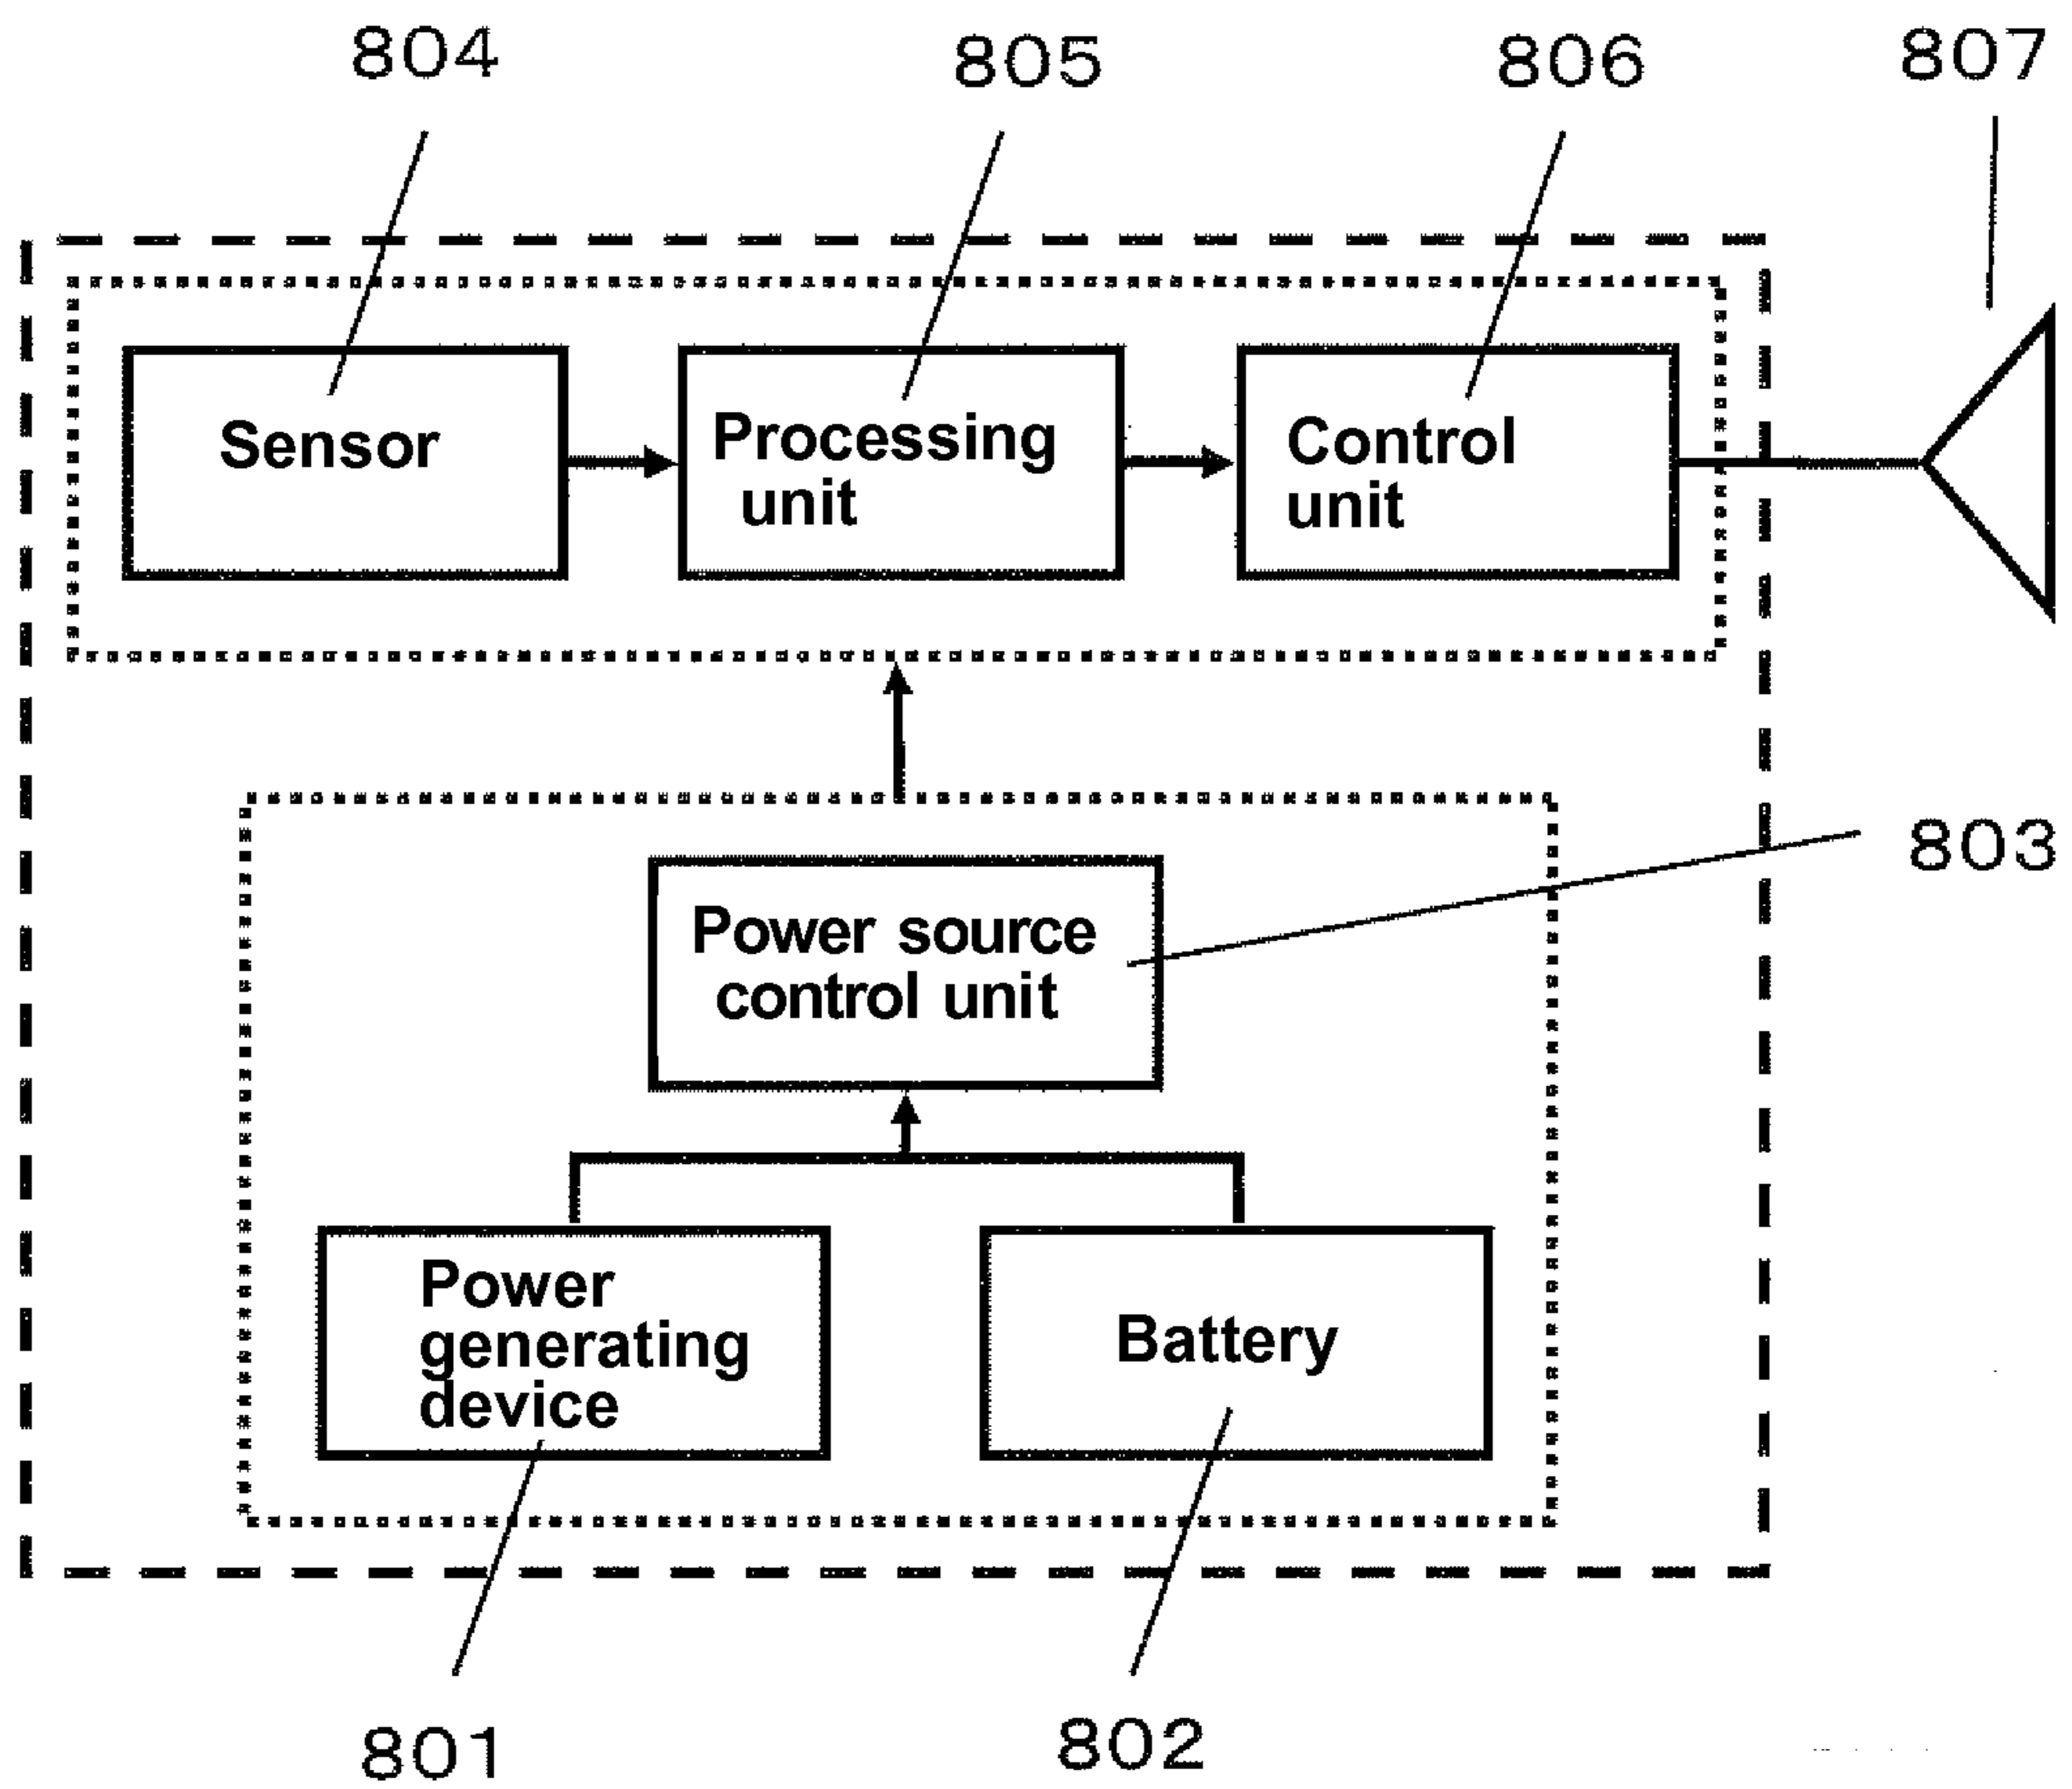 804 805 806 807
Sensor
Processing
unit
Control
unit
803
Power source
control unit
Power
generating
device
Battery
801 802